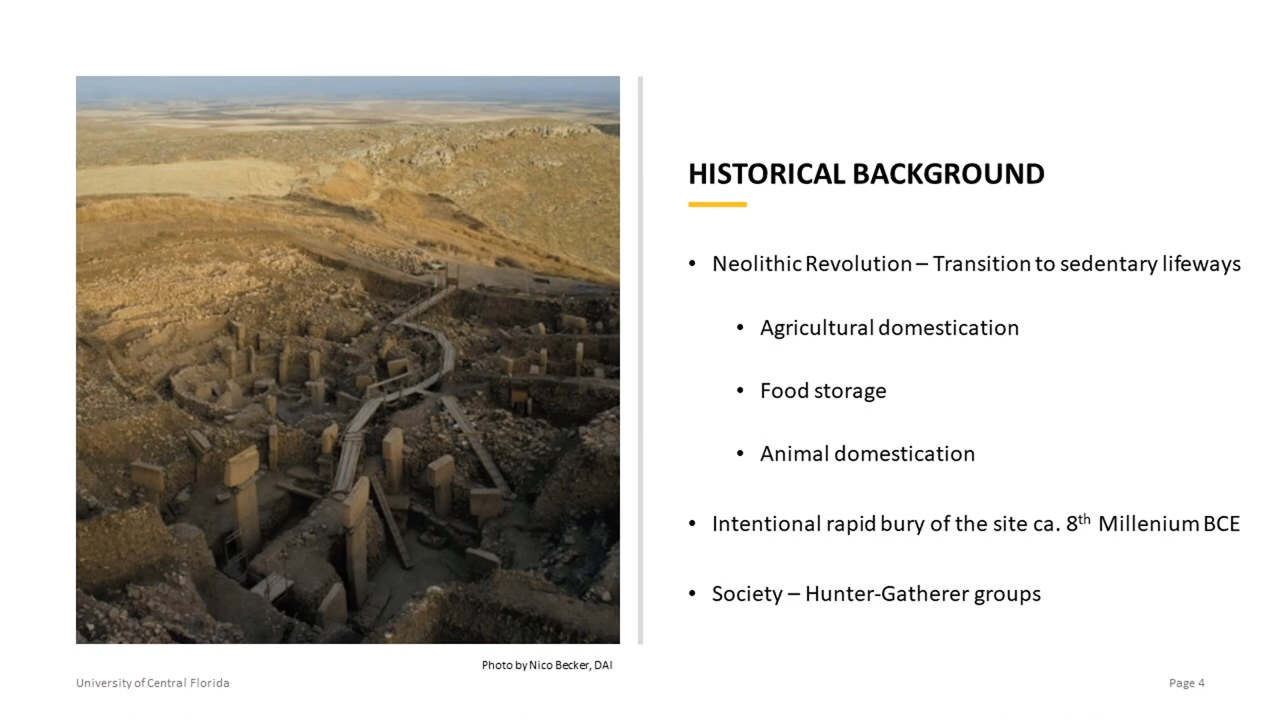 HISTORICAL BACKGROUND
• Neolithic Revolution – Transition to sedentary lifeways
• Agricultural domestication
• Food storage
• Animal domestication
• Intentional rapid bury of the site ca. 8th Millenium BCE
• Society – Hunter-Gatherer groups
Photo by Nico Becker, DAI
University of Central Florida
Page 4